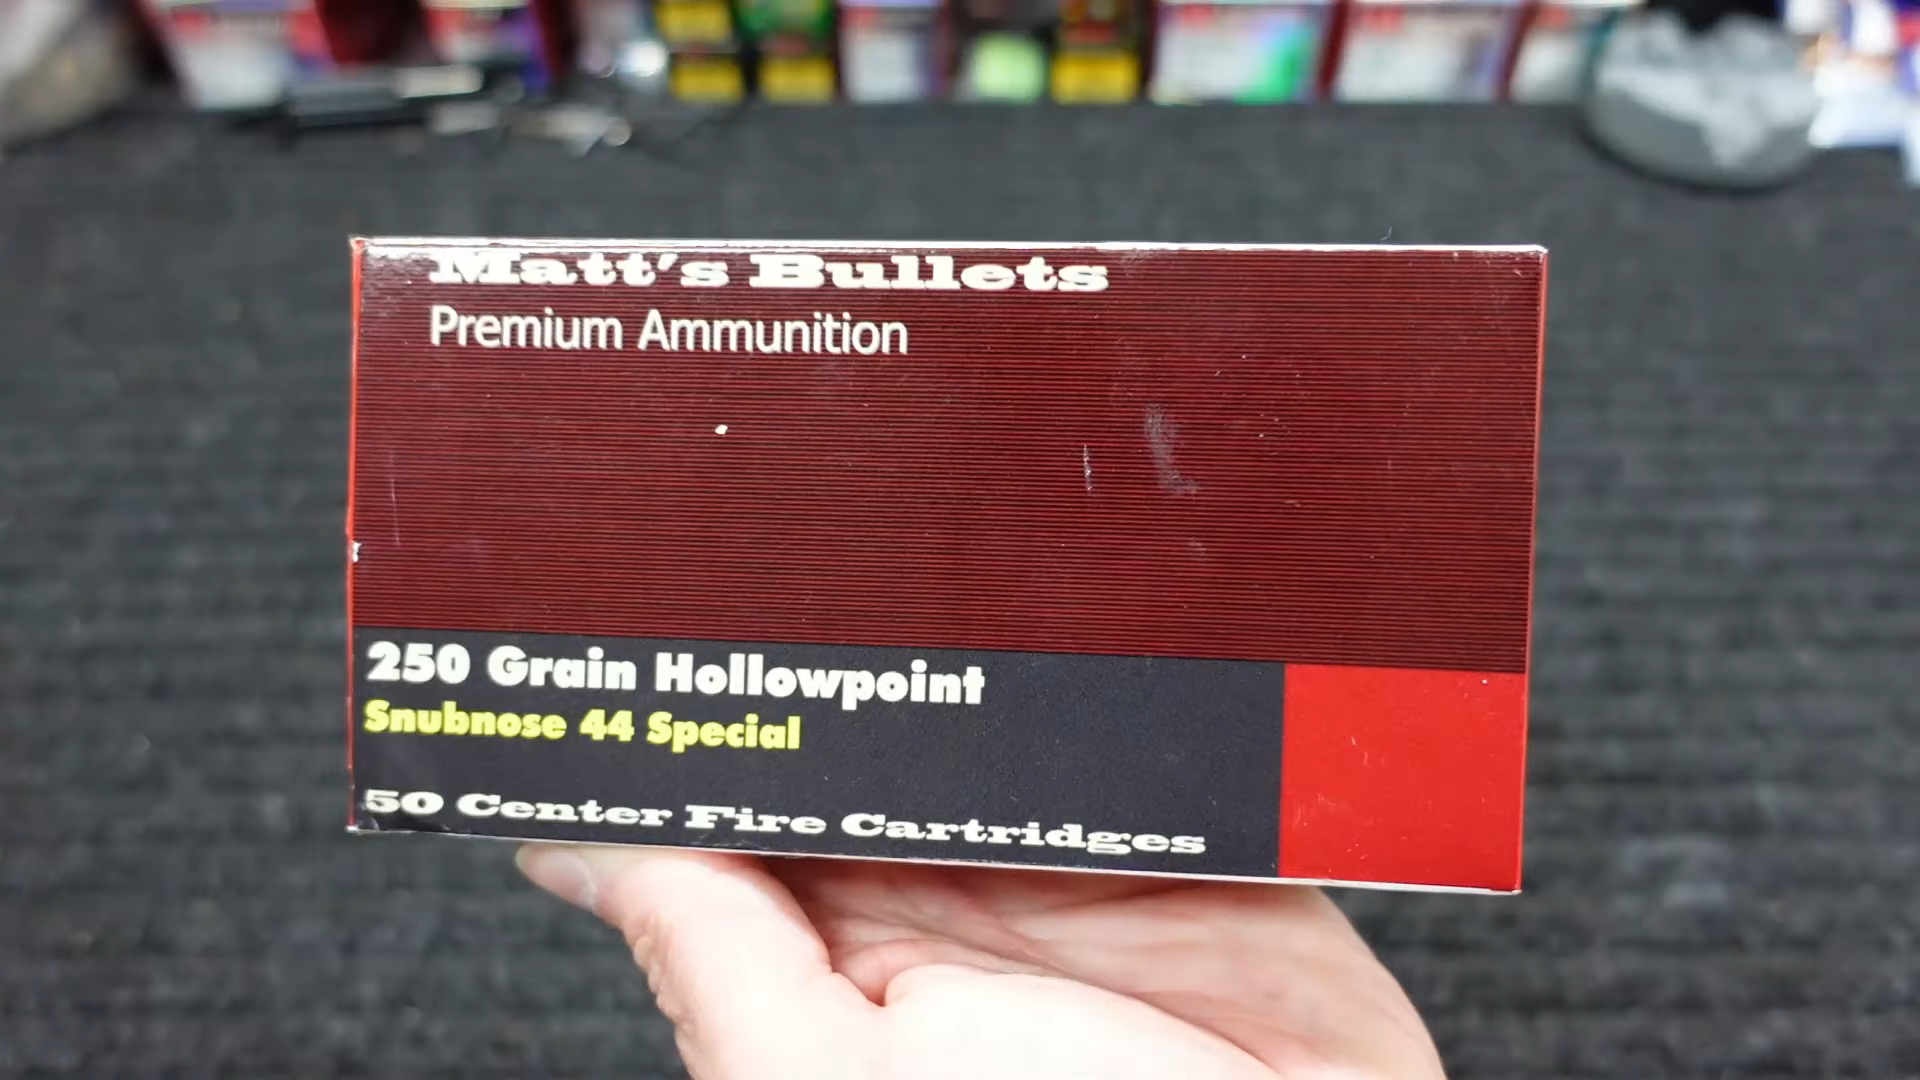 Matt's Bullets
Premium Ammunition
250 Grain Hollowpoint
Snubnose 44 Special
50 Center Fire Cartridges